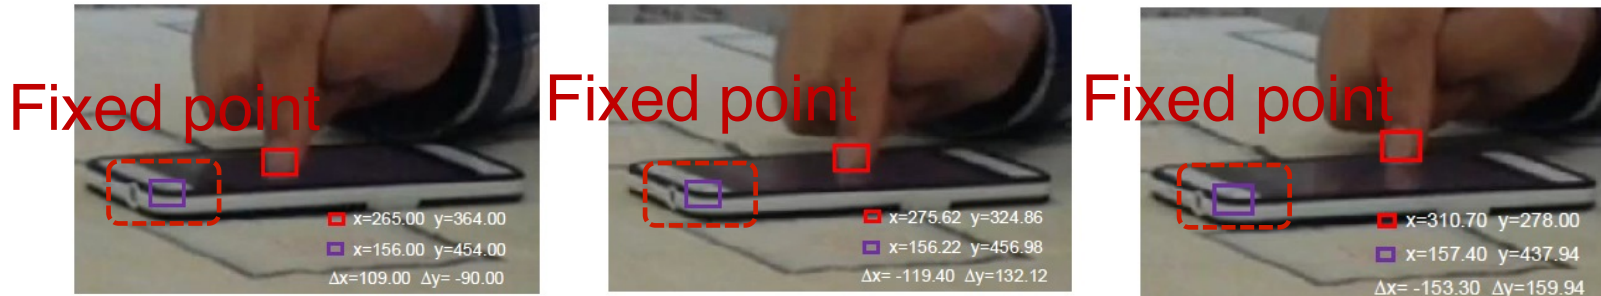 Fixed point
x=265.00 y=364.00
x=156.00 y=454.00
Δx=109.00 Δy= -90.00
Fixed point
x=275.62 y=324.86
x=156.22 y=456.98
Δx= -119.40 Δy=132.12
Fixed point
x=310.70 y=278.00
x=157.40 y=437.94
Δx= -153.30 Δy=159.94